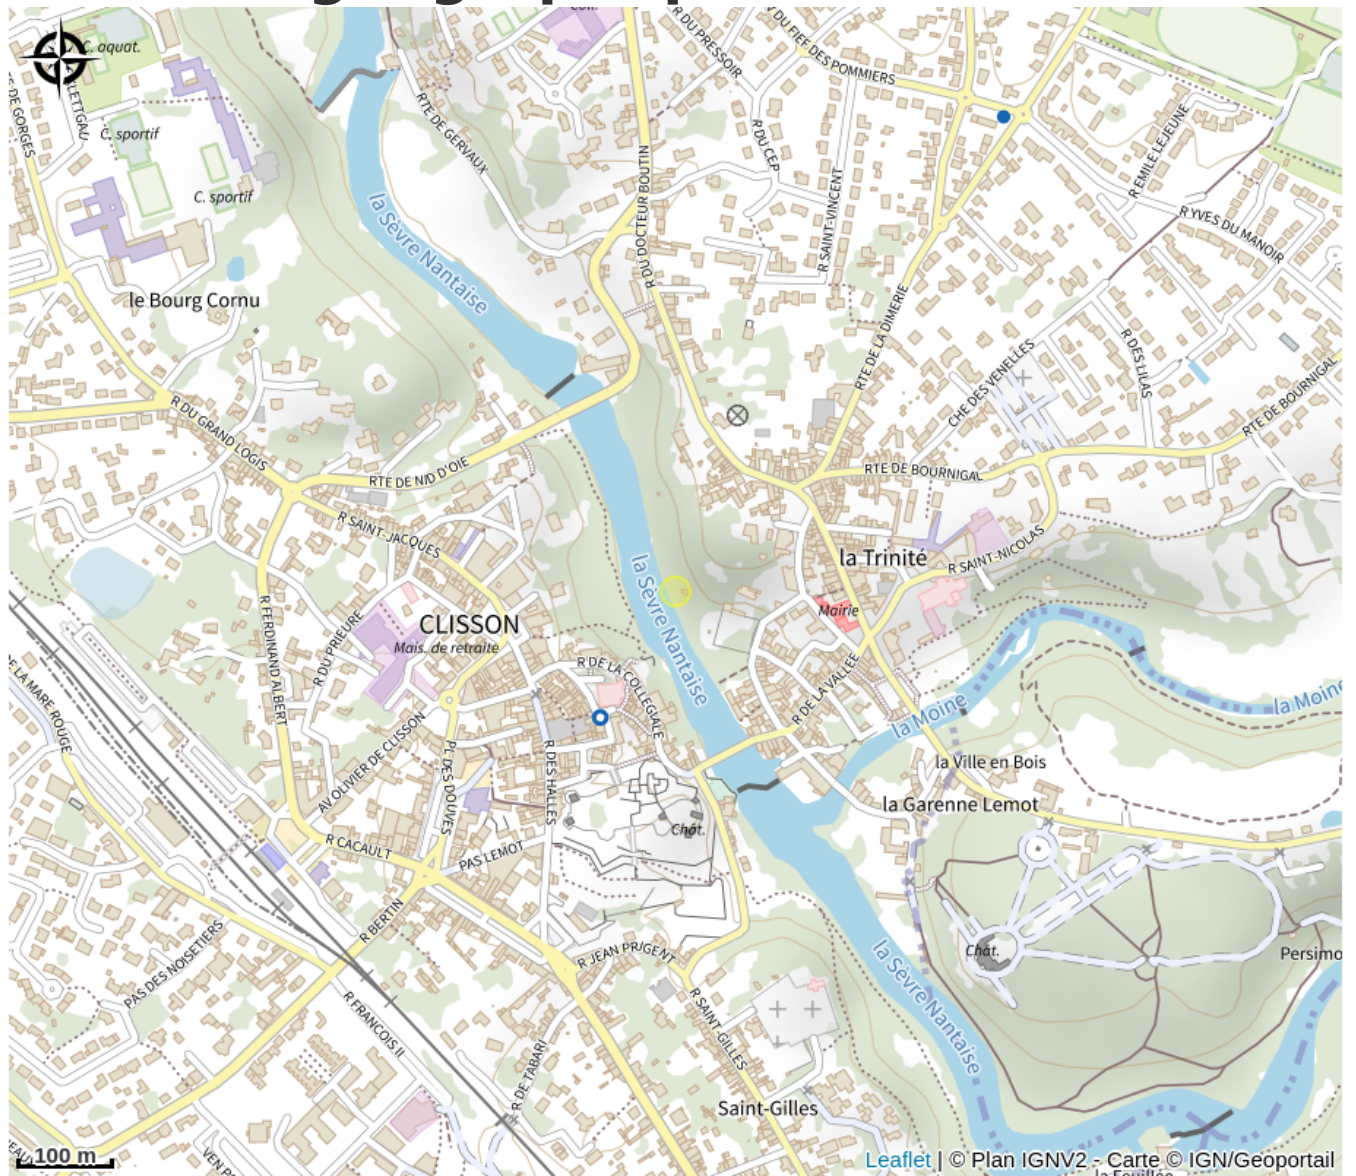 C. aquat.
R DU PRESSOIR
DU FIEF DES POMMIERS
DE GORGES
C. sportif
RTE DE GERVAUX
R DU CEP
R EMILE LEJEUNE
C. sportif
R DU DOCTEUR BOUTIN
R SAINT-VINCENT
R YVES DU MANOIR
la Sèvre Nantaise
le Bourg Cornu
RTE DE LA DIMERIE
CHE DES VENELLES
R DES LILAS
RTE DE BOURNIGAL
R DU GRAND LOGIS
RTE DE NID D'OIE
RTE DE BOURNIGAL
R SAINT-JACQUES
la Trinité
R SAINT-NICOLAS
la Sèvre Nantaise
R FERDINAND ALBERT
R DU PRIEURE
CLISSON
Mais. de retraite
Mairie
R DE LA COLLEGIALE
R DE LA VALLEE
la Moine
la Moine
DE LA MARE ROUGE
AV OLIVIER DE CLISSON
PL DES DOUVES
R DES HALLES
la Ville en Bois
la Garenne Lemot
Chât.
R CACAULT
PAS LEMOT
R BERTIN
R JEAN PRIGENT
Chât.
Persimo
PAS DES NOISETIERS
R FRANCOIS II
R SAINT-GILLES
la Sèvre Nantaise
R DE TABARI
Saint-Gilles
100 m
Leaflet | © Plan IGNV2 - Carte © IGN/Geoportail